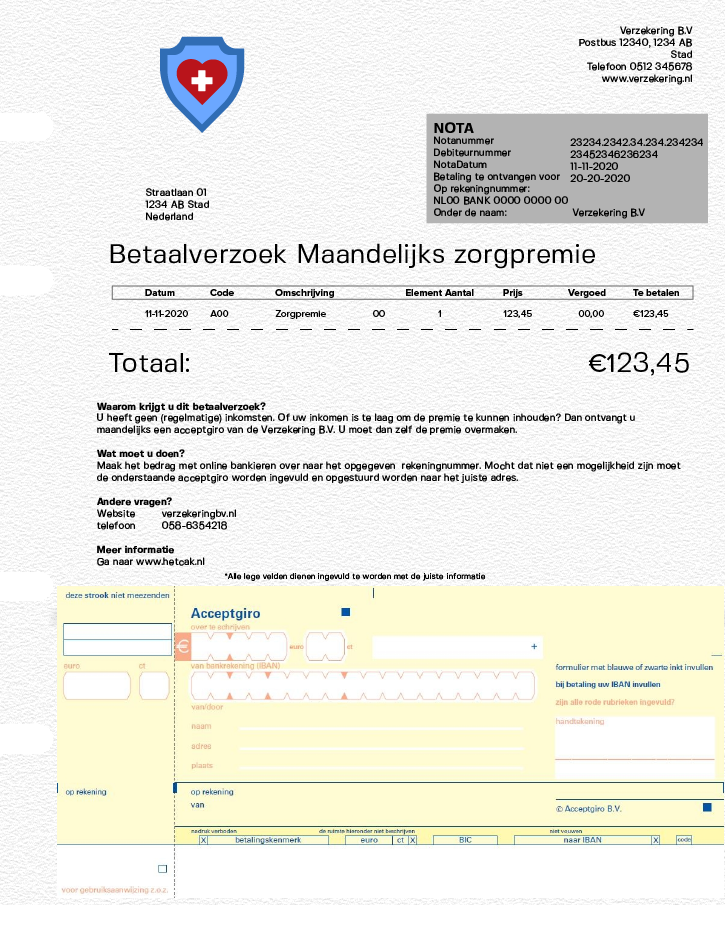 Verzekering B.V
Postbus 12340, 1234 AB
Stad
Telefoon 0512 345678
www.verzekering.nl
NOTA
Notanummer 23234.2342.34.234.234234
Debiteurnummer 23452346236234
NotaDatum 11-11-2020
Betaling te ontvangen voor 20-20-2020
Op rekeningnummer:
NL00 BANK 0000 0000 00
Onder de naam: Verzekering B.V
Straatlaan 01
1234 AB Stad
Nederland
Betaalverzoek Maandelijks zorgpremie
Datum Code Omschrijving Element Aantal Prijs Vergoed Te betalen
11-11-2020 A00 Zorgpremie 00 1 123,45 00,00 €123,45
Totaal: €123,45
Waarom krijgt u dit betaalverzoek?
U heeft geen (regelmatige) inkomsten. Of uw inkomen is te laag om de premie te kunnen inhouden? Dan ontvangt u
maandelijks een acceptgiro van de Verzekering B.V. U moet dan zelf de premie overmaken.
Wat moet u doen?
Maak het bedrag met online bankieren over naar het opgegeven rekeningnummer. Mocht dat niet een mogelijkheid zijn moet
de onderstaande acceptgiro worden ingevuld en opgestuurd worden naar het juiste adres.
Andere vragen?
Website verzekeringbv.nl
telefoon 058-6354218
Meer informatie
Ga naar www.hetcak.nl
*Alle lege velden dienen ingevuld te worden met de juiste informatie
deze strook niet meezenden
Acceptgiro
over te schrijven
€ euro ct +
euro ct
van bankrekening (IBAN)
formulier met blauwe of zwarte inkt invullen
bij betaling uw IBAN invullen
zijn alle rode rubrieken ingevuld?
van/door
handtekening
naam
adres
plaats
op rekening
op rekening
van
© Acceptgiro B.V.
nadruk verboden de ruimte hieronder niet beschrijven niet vouwen
X betalingskenmerk euro ct X BIC naar IBAN X code
voor gebruiksaanwijzing z.o.z.